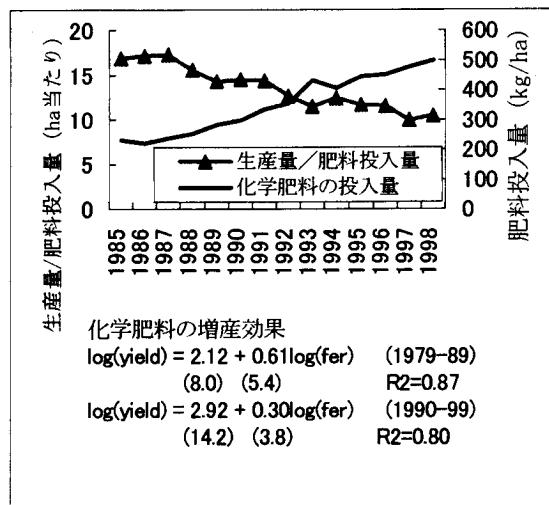 生産量/肥料投入量 (ha当たり)
20
15
10
5
0
600
500
400
300
200
100
0
肥料投入量 (kg/ha)
生産量/肥料投入量
化学肥料の投入量
1985
1986
1987
1988
1989
1990
1991
1992
1993
1994
1995
1996
1997
1998
化学肥料の増産効果
log(yield) = 2.12 + 0.61log(fer) (1979-89)
(8.0) (5.4) R2=0.87
log(yield) = 2.92 + 0.30log(fer) (1990-99)
(14.2) (3.8) R2=0.80